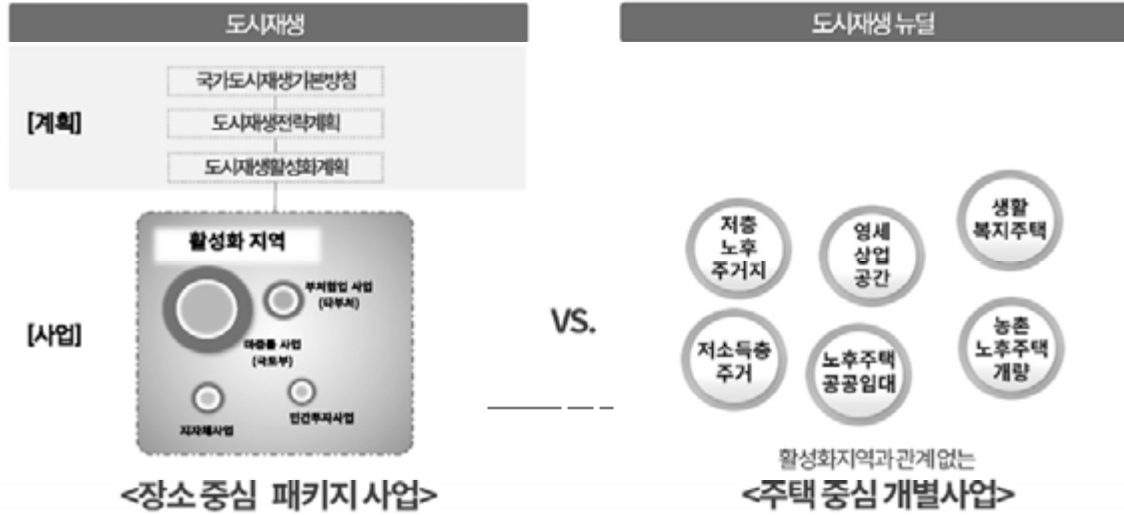 도시재생
도시재생 뉴딜
[계획]
국가도시재생기본방침
도시재생전략계획
도시재생활성화계획
[사업]
활성화 지역
부처협업 사업
(타부처)
마중물 사업
(국토부)
지자체사업
민간투자사업
<장소 중심 패키지 사업>
VS.
저층
노후
주거지
영세
상업
공간
생활
복지주택
저소득층
주거
노후주택
공공임대
농촌
노후주택
개량
활성화지역과 관계없는
<주택 중심 개별사업>